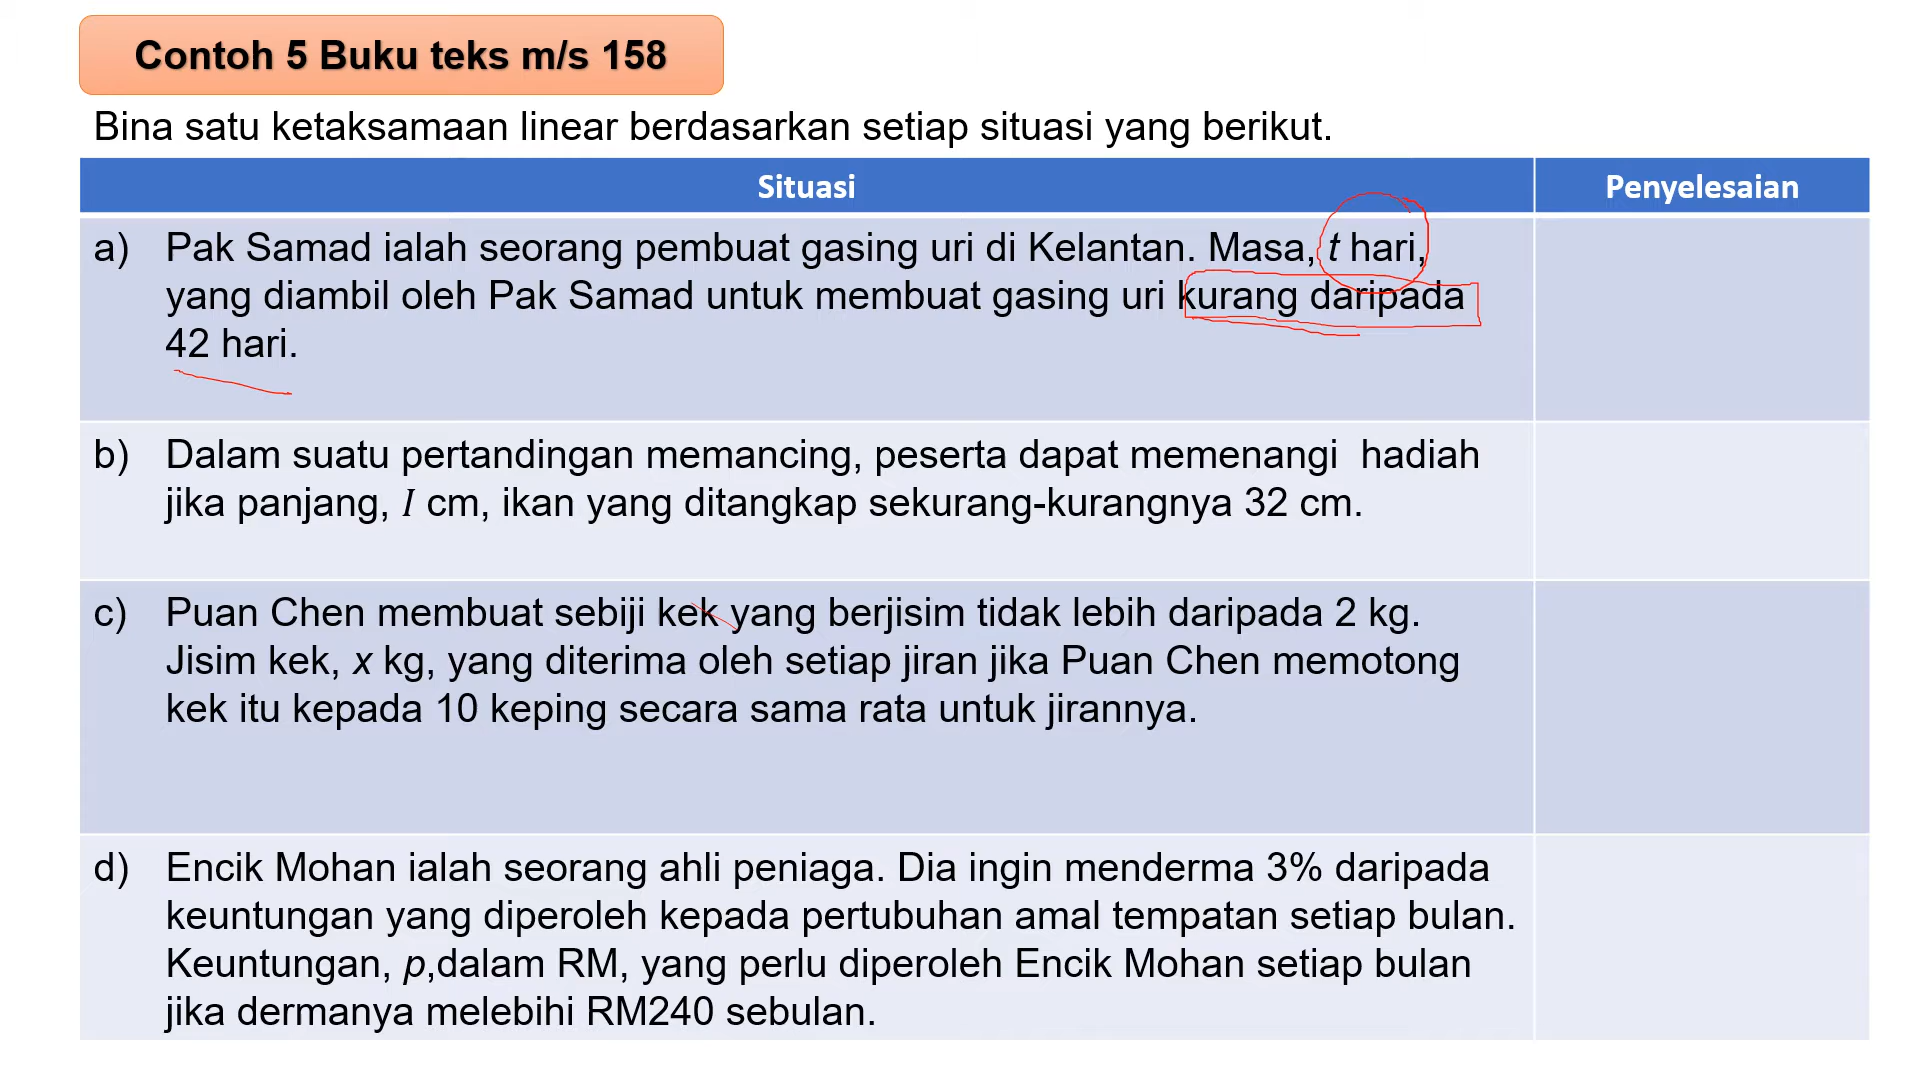 Contoh 5 Buku teks m/s 158
Bina satu ketaksamaan linear berdasarkan setiap situasi yang berikut.
Situasi
Penyelesaian
a) Pak Samad ialah seorang pembuat gasing uri di Kelantan. Masa, t hari,
yang diambil oleh Pak Samad untuk membuat gasing uri kurang daripada
42 hari.
b) Dalam suatu pertandingan memancing, peserta dapat memenangi hadiah
jika panjang, I cm, ikan yang ditangkap sekurang-kurangnya 32 cm.
c) Puan Chen membuat sebiji kek yang berjisim tidak lebih daripada 2 kg.
Jisim kek, x kg, yang diterima oleh setiap jiran jika Puan Chen memotong
kek itu kepada 10 keping secara sama rata untuk jirannya.
d) Encik Mohan ialah seorang ahli peniaga. Dia ingin menderma 3% daripada
keuntungan yang diperoleh kepada pertubuhan amal tempatan setiap bulan.
Keuntungan, p,dalam RM, yang perlu diperoleh Encik Mohan setiap bulan
jika dermanya melebihi RM240 sebulan.